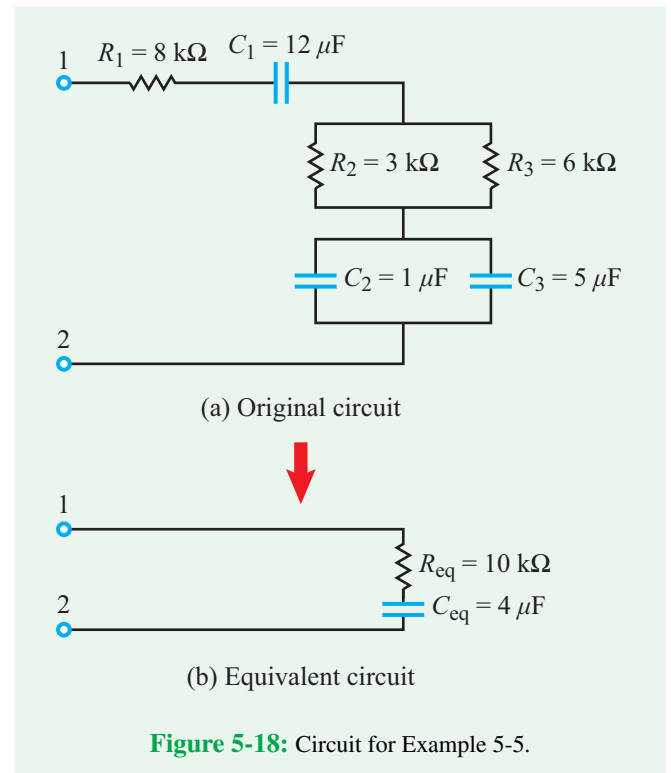 1 R₁ = 8 kΩ C₁ = 12 μF
R₂ = 3 kΩ R₃ = 6 kΩ
C₂ = 1 μF C₃ = 5 μF
2
(a) Original circuit
1
R_eq = 10 kΩ
2 C_eq = 4 μF
(b) Equivalent circuit
Figure 5-18: Circuit for Example 5-5.